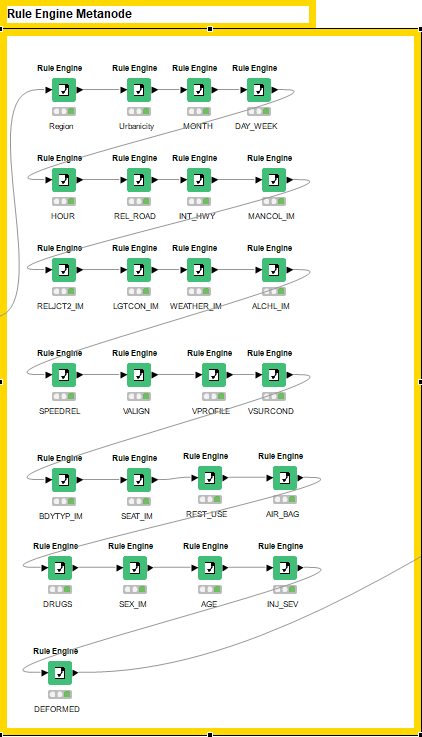 Rule Engine Metanode
Rule Engine Rule Engine Rule Engine Rule Engine
Region Urbanicity MONTH DAY_WEEK
Rule Engine Rule Engine Rule Engine Rule Engine
HOUR REL_ROAD INT_HWY MANCOL_IM
Rule Engine Rule Engine Rule Engine Rule Engine
RELJCT2_IM LGTCON_IM WEATHER_IM ALCHL_IM
Rule Engine Rule Engine Rule Engine Rule Engine
SPEEDREL VALIGN VPROFILE VSURCOND
Rule Engine Rule Engine Rule Engine Rule Engine
BDYTYP_IM SEAT_IM REST_USE AIR_BAG
Rule Engine Rule Engine Rule Engine Rule Engine
DRUGS SEX_IM AGE INJ_SEV
Rule Engine
DEFORMED